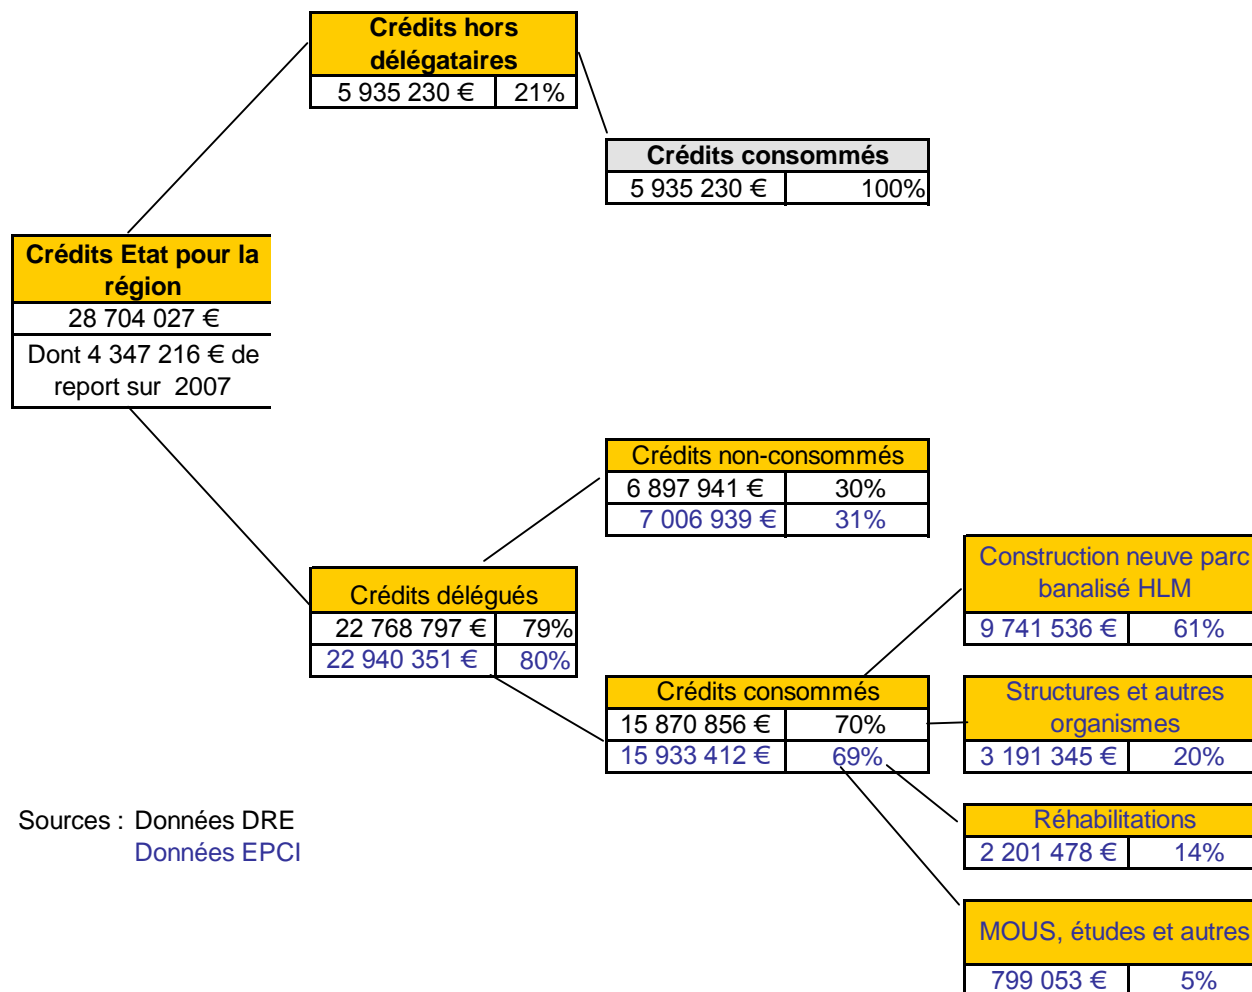 Crédits hors
délégataires
5 935 230 € 21%
Crédits consommés
5 935 230 € 100%
Crédits Etat pour la
région
28 704 027 €
Dont 4 347 216 € de
report sur 2007
Crédits non-consommés
6 897 941 € 30%
7 006 939 € 31%
Crédits délégués
22 768 797 € 79%
22 940 351 € 80%
Crédits consommés
15 870 856 € 70%
15 933 412 € 69%
Construction neuve parc
banalisé HLM
9 741 536 € 61%
Structures et autres
organismes
3 191 345 € 20%
Réhabilitations
2 201 478 € 14%
MOUS, études et autres
799 053 € 5%
Sources : Données DRE
Données EPCI